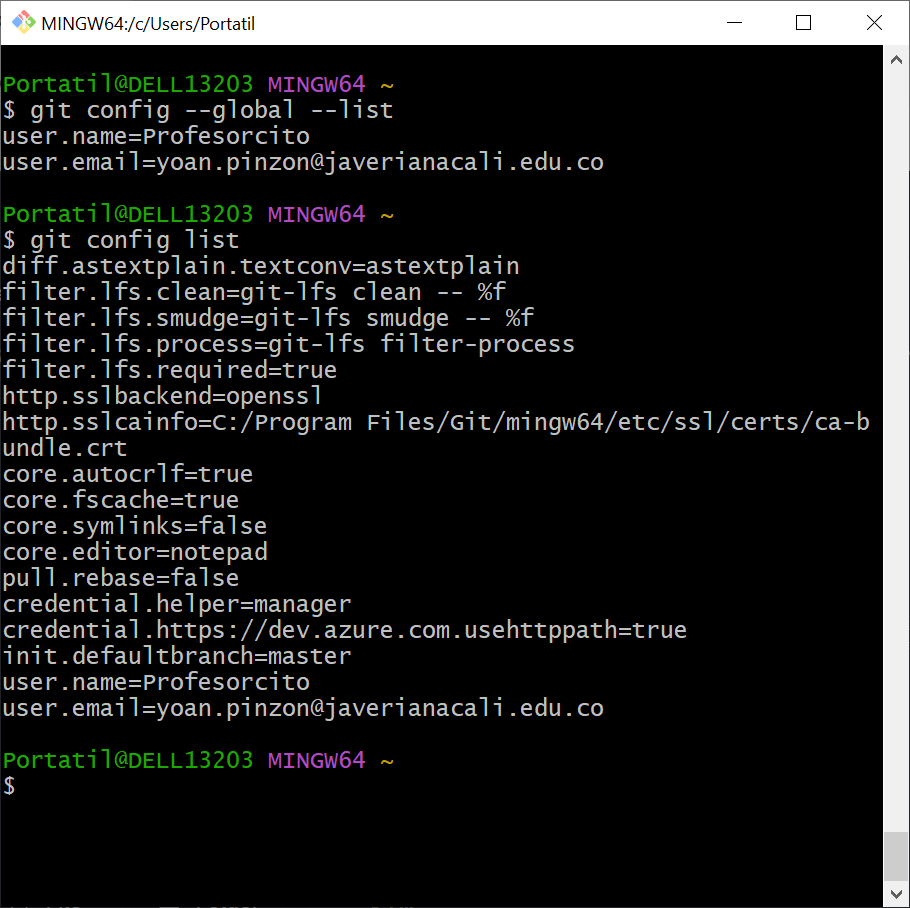 MINGW64:/c/Users/Portatil
Portatil@DELL13203 MINGW64 ~
$ git config --global --list
user.name=Profesorcito
user.email=yoan.pinzon@javerianacali.edu.co
Portatil@DELL13203 MINGW64 ~
$ git config list
diff.astextplain.textconv=astextplain
filter.lfs.clean=git-lfs clean -- %f
filter.lfs.smudge=git-lfs smudge -- %f
filter.lfs.process=git-lfs filter-process
filter.lfs.required=true
http.sslbackend=openssl
http.sslcainfo=C:/Program Files/Git/mingw64/etc/ssl/certs/ca-b
undle.crt
core.autocrlf=true
core.fscache=true
core.symlinks=false
core.editor=notepad
pull.rebase=false
credential.helper=manager
credential.https://dev.azure.com.usehttppath=true
init.defaultbranch=master
user.name=Profesorcito
user.email=yoan.pinzon@javerianacali.edu.co
Portatil@DELL13203 MINGW64 ~
$